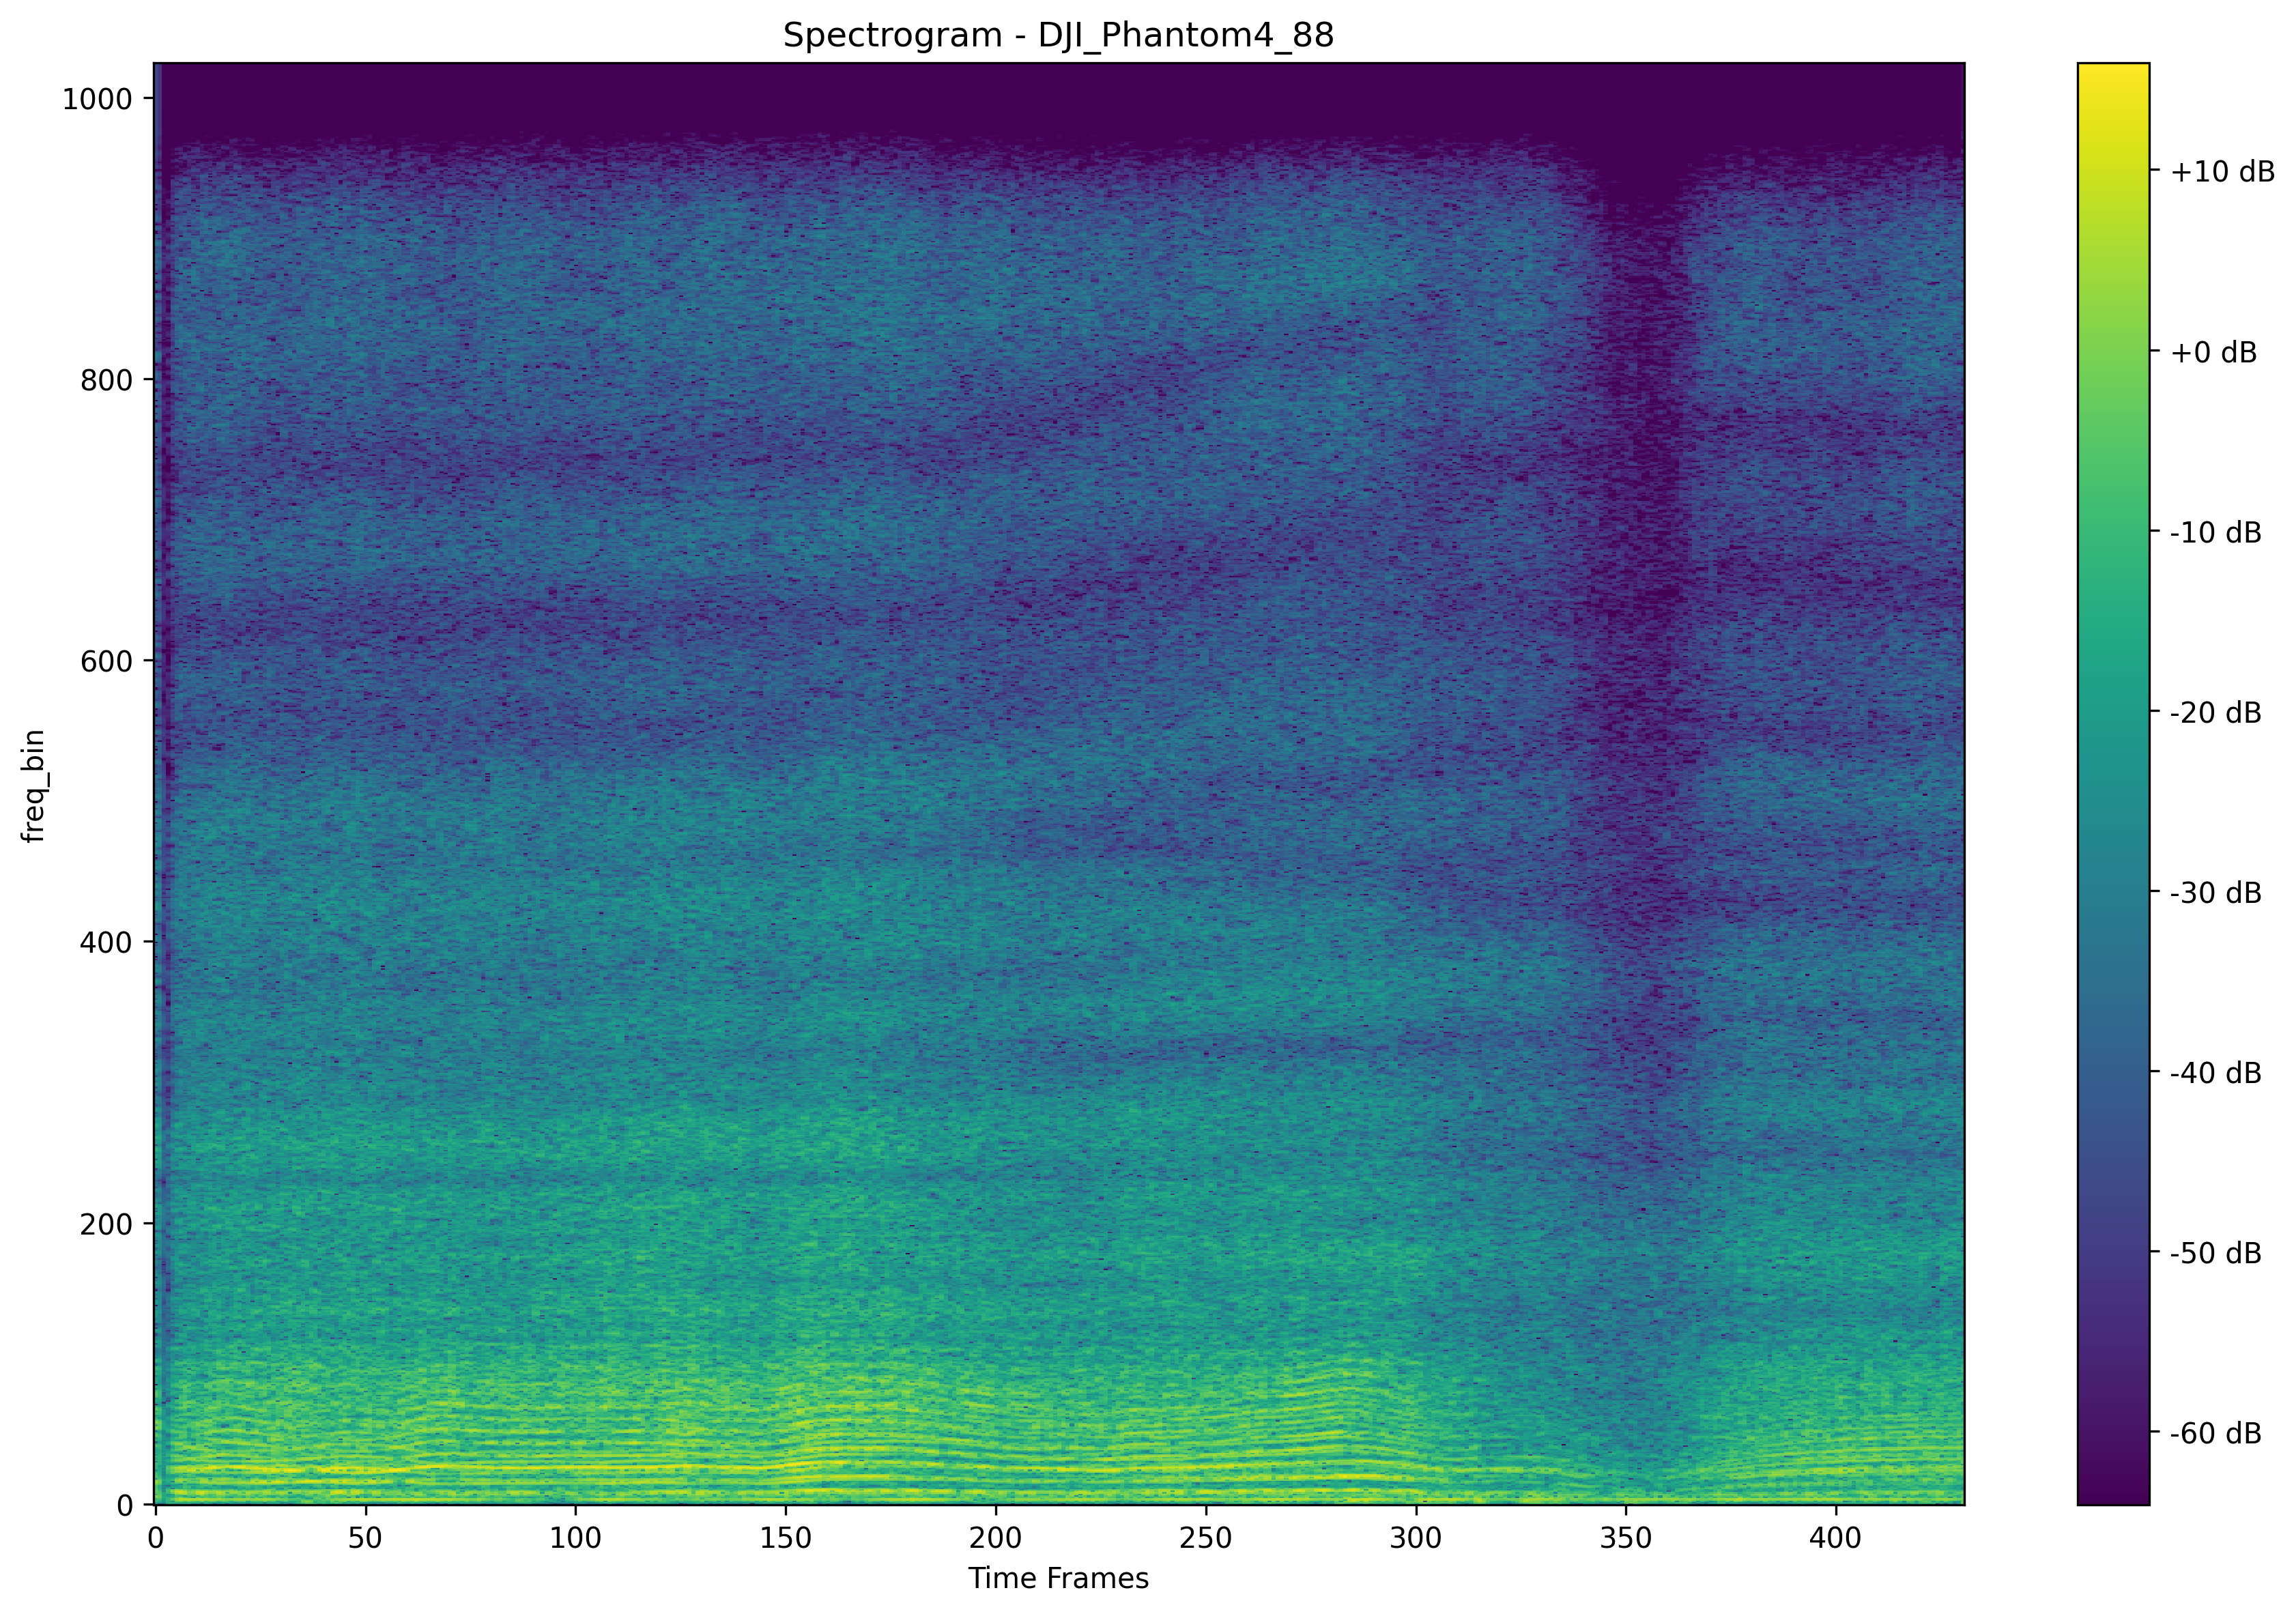 Spectrogram - DJI_Phantom4_88
1000
800
600
400
200
0
freq_bin
0 50 100 150 200 250 300 350 400
Time Frames
+10 dB
+0 dB
-10 dB
-20 dB
-30 dB
-40 dB
-50 dB
-60 dB